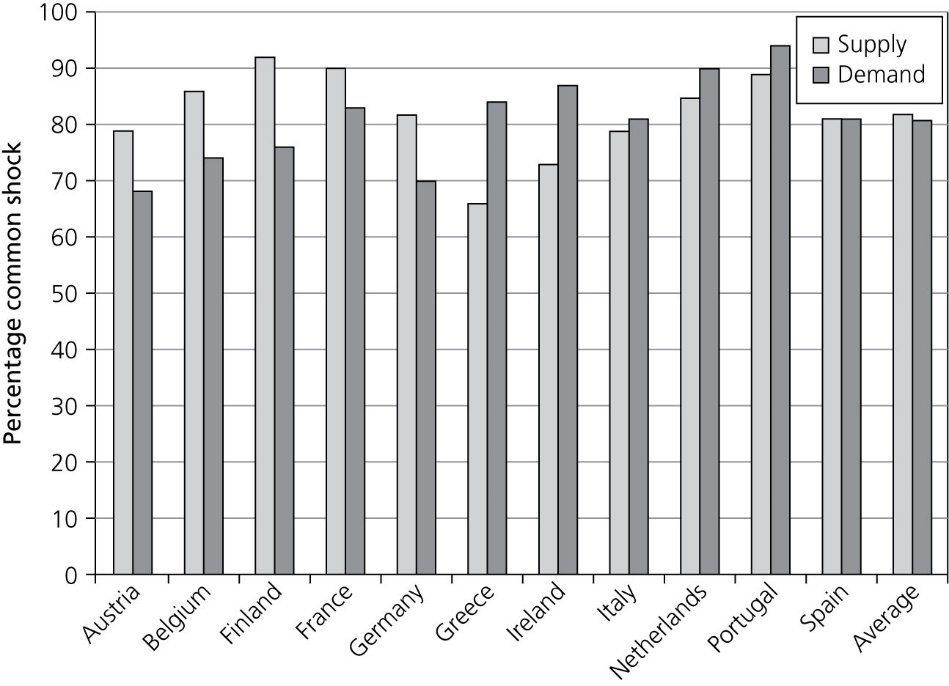 Percentage common shock
100
90
80
70
60
50
40
30
20
10
0
Supply
Demand
Austria
Belgium
Finland
France
Germany
Greece
Ireland
Italy
Netherlands
Portugal
Spain
Average